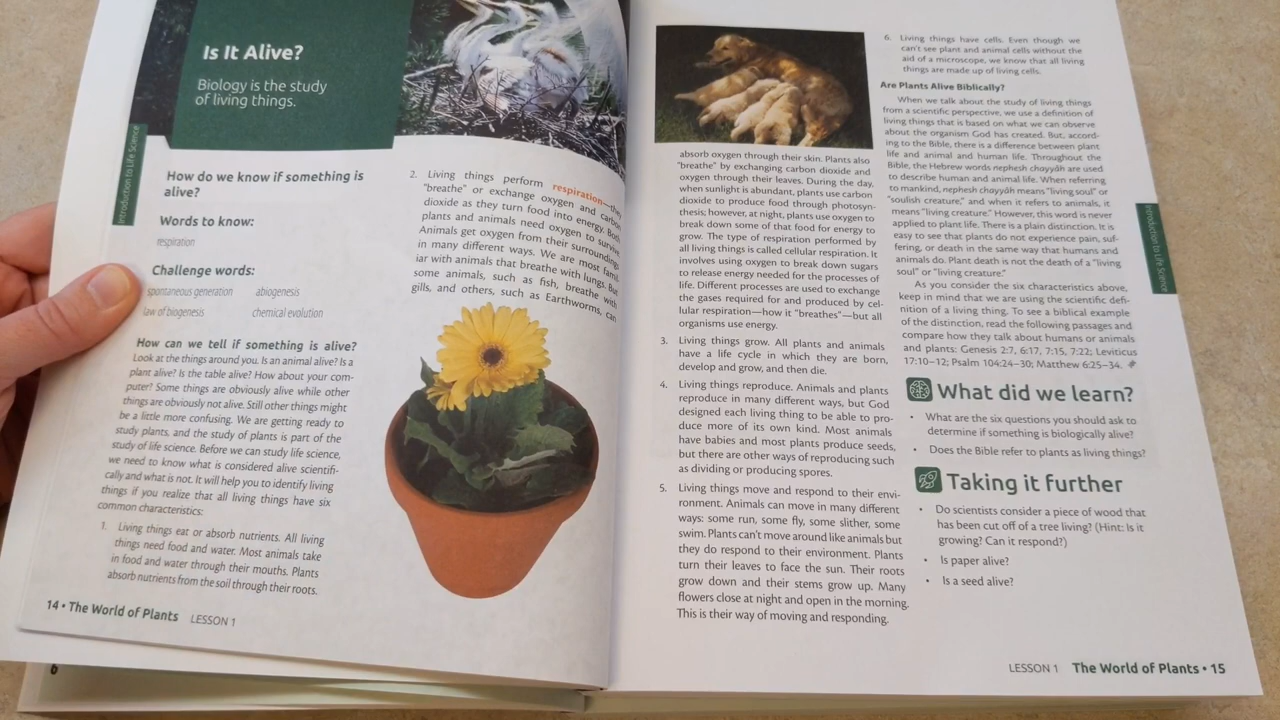 Is It Alive?
Biology is the study
of living things.
Introduction to Life Science
How do we know if something is
alive?
Words to know:
respiration
Challenge words:
spontaneous generation abiogenesis
law of biogenesis chemical evolution
How can we tell if something is alive?
Look at the things around you. Is an animal alive? Is a
plant alive? Is the table alive? How about your com-
puter? Some things are obviously alive while other
things are obviously not alive. Still other things might
be a little more confusing. We are getting ready to
study plants, and the study of plants is part of the
study of life science. Before we can study life science,
we need to know what is considered alive scientifi-
cally and what is not. It will help you to identify living
things if you realize that all living things have six
common characteristics:
1. Living things eat or absorb nutrients. All living
things need food and water. Most animals take
in food and water through their mouths. Plants
absorb nutrients from the soil through their roots.
2. Living things perform respiration—they
"breathe" or exchange oxygen and carbon
dioxide as they turn food into energy. Both
plants and animals need oxygen to survive.
Animals get oxygen from their surroundings
in many different ways. We are most famil-
iar with animals that breathe with lungs. But
some animals, such as fish, breathe with
gills, and others, such as Earthworms, can
14 • The World of Plants LESSON 1
6
absorb oxygen through their skin. Plants also
"breathe" by exchanging carbon dioxide and
oxygen through their leaves. During the day,
when sunlight is abundant, plants use carbon
dioxide to produce food through photosyn-
thesis; however, at night, plants use oxygen to
break down some of that food for energy to
grow. The type of respiration performed by
all living things is called cellular respiration. It
involves using oxygen to break down sugars
to release energy needed for the processes of
life. Different processes are used to exchange
the gases required for and produced by cel-
lular respiration—how it "breathes"—but all
organisms use energy.
3. Living things grow. All plants and animals
have a life cycle in which they are born,
develop and grow, and then die.
4. Living things reproduce. Animals and plants
reproduce in many different ways, but God
designed each living thing to be able to pro-
duce more of its own kind. Most animals
have babies and most plants produce seeds,
but there are other ways of reproducing such
as dividing or producing spores.
5. Living things move and respond to their envi-
ronment. Animals can move in many different
ways: some run, some fly, some slither, some
swim. Plants can't move around like animals but
they do respond to their environment. Plants
turn their leaves to face the sun. Their roots
grow down and their stems grow up. Many
flowers close at night and open in the morning.
This is their way of moving and responding.
6. Living things have cells. Even though we
can't see plant and animal cells without the
aid of a microscope, we know that all living
things are made up of living cells.
Are Plants Alive Biblically?
When we talk about the study of living things
from a scientific perspective, we use a definition of
living things that is based on what we can observe
about the organism God has created. But, accord-
ing to the Bible, there is a difference between plant
life and animal and human life. Throughout the
Bible, the Hebrew words nephesh chayyâh are used
to describe human and animal life. When referring
to mankind, nephesh chayyâh means "living soul" or
"soulish creature," and when it refers to animals, it
means "living creature." However, this word is never
applied to plant life. There is a plain distinction. It is
easy to see that plants do not experience pain, suf-
fering, or death in the same way that humans and
animals do. Plant death is not the death of a "living
soul" or "living creature."
As you consider the six characteristics above,
keep in mind that we are using the scientific defi-
nition of a living thing. To see a biblical example
of the distinction, read the following passages and
compare how they talk about humans or animals
and plants: Genesis 2:7, 6:17, 7:15, 7:22; Leviticus
17:10–12; Psalm 104:24–30; Matthew 6:25–34.
What did we learn?
• What are the six questions you should ask to
determine if something is biologically alive?
• Does the Bible refer to plants as living things?
Taking it further
• Do scientists consider a piece of wood that
has been cut off of a tree living? (Hint: Is it
growing? Can it respond?)
• Is paper alive?
• Is a seed alive?
Introduction to Life Science
LESSON 1 The World of Plants • 15